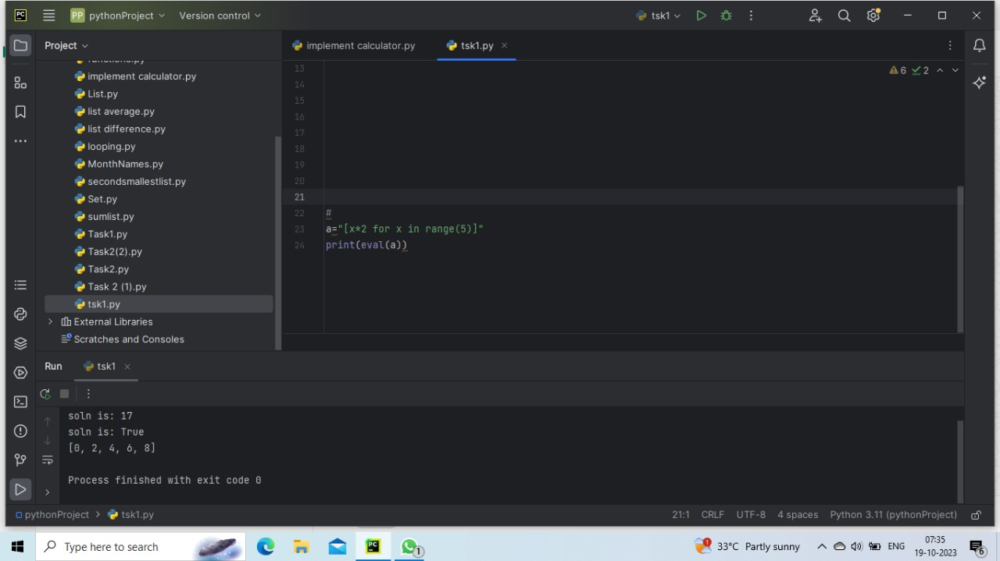 PC PP pythonProject Version control tsk1
Project implement calculator.py tsk1.py
functions.py
implement calculator.py
List.py
list average.py
list difference.py
looping.py
MonthNames.py
secondsmallestlist.py
Set.py
sumlist.py
Task1.py
Task2(2).py
Task2.py
Task 2 (1).py
tsk1.py
External Libraries
Scratches and Consoles
6 2
13
14
15
16
17
18
19
20
21
22 #
23 a="[x*2 for x in range(5)]"
24 print(eval(a))
Run tsk1
soln is: 17
soln is: True
[0, 2, 4, 6, 8]
Process finished with exit code 0
pythonProject > tsk1.py 21:1 CRLF UTF-8 4 spaces Python 3.11 (pythonProject)
Type here to search PC 1 1 33°C Partly sunny ENG 07:35
19-10-2023 6